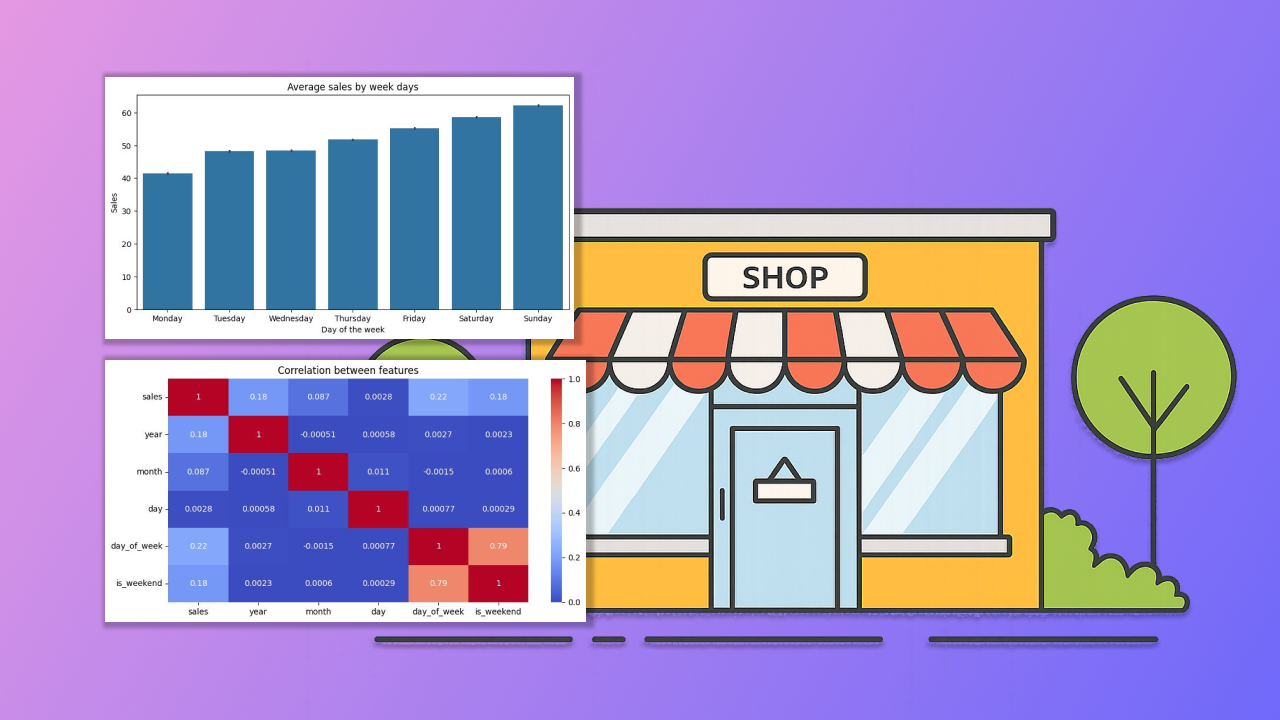 Average sales by week days
60
50
40
30
20
10
0
Sales
Monday Tuesday Wednesday Thursday Friday Saturday Sunday
Day of the week
SHOP
Correlation between features
sales 1 0.18 0.087 0.0028 0.22 0.18
year 0.18 1 -0.00051 0.00058 0.0027 0.0023
month 0.087 -0.00051 1 0.011 -0.0015 0.0006
day 0.0028 0.00058 0.011 1 0.00077 0.00029
day_of_week 0.22 0.0027 -0.0015 0.00077 1 0.79
is_weekend 0.18 0.0023 0.0006 0.00029 0.79 1
sales year month day day_of_week is_weekend
1.0
0.8
0.6
0.4
0.2
0.0